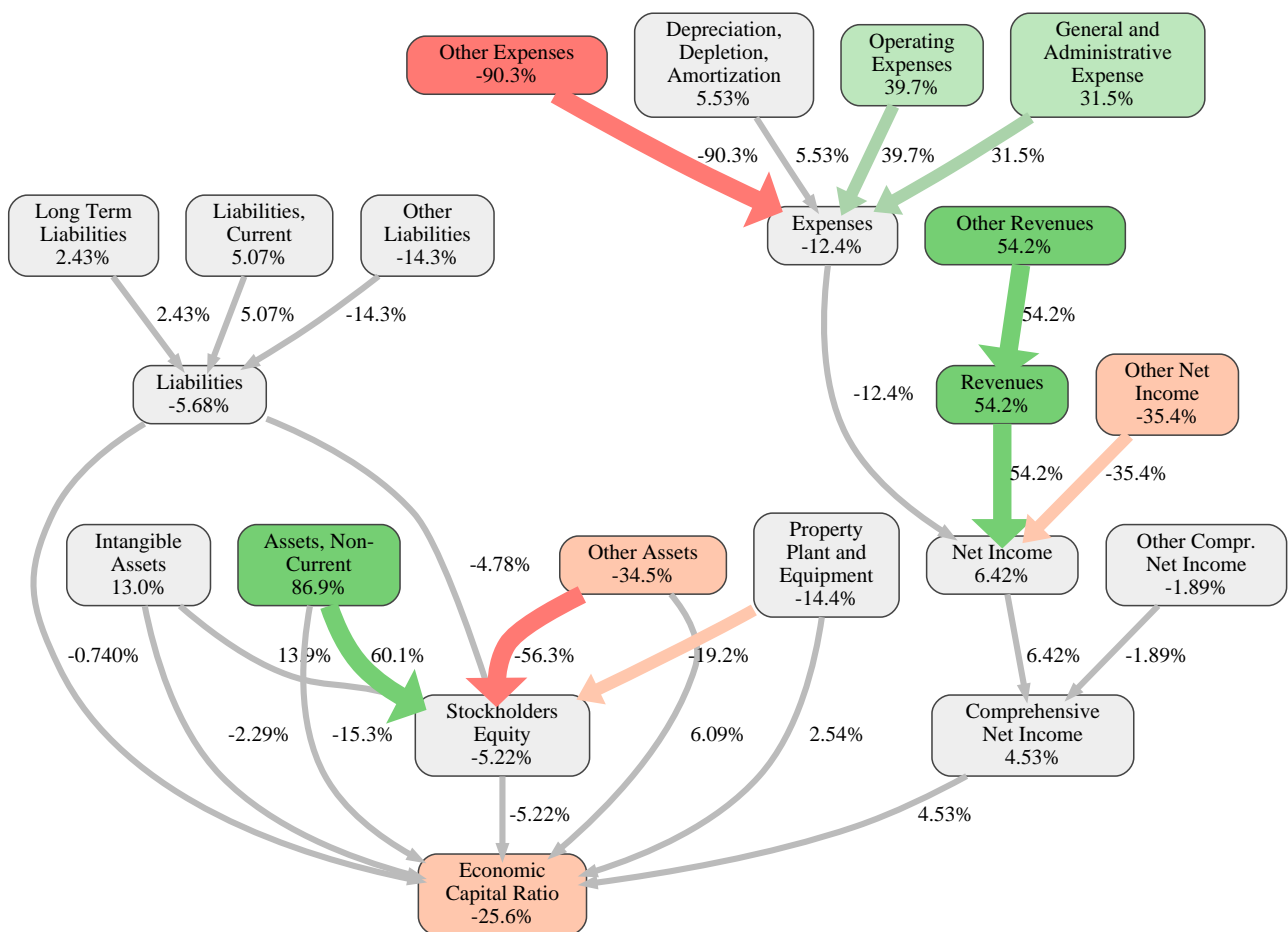 Other Expenses
-90.3%
Depreciation,
Depletion,
Amortization
5.53%
Operating
Expenses
39.7%
General and
Administrative
Expense
31.5%
-90.3%
5.53%
39.7%
31.5%
Long Term
Liabilities
2.43%
Liabilities,
Current
5.07%
Other
Liabilities
-14.3%
Expenses
-12.4%
Other Revenues
54.2%
2.43%
5.07%
-14.3%
54.2%
Liabilities
-5.68%
-12.4%
Revenues
54.2%
Other Net
Income
-35.4%
54.2%
-35.4%
Intangible
Assets
13.0%
Assets, Non-
Current
86.9%
-4.78%
Other Assets
-34.5%
Property
Plant and
Equipment
-14.4%
Net Income
6.42%
Other Compr.
Net Income
-1.89%
-0.740%
13.9%
60.1%
-56.3%
-19.2%
6.42%
-1.89%
-2.29%
-15.3%
Stockholders
Equity
-5.22%
6.09%
2.54%
Comprehensive
Net Income
4.53%
-5.22%
4.53%
Economic
Capital Ratio
-25.6%